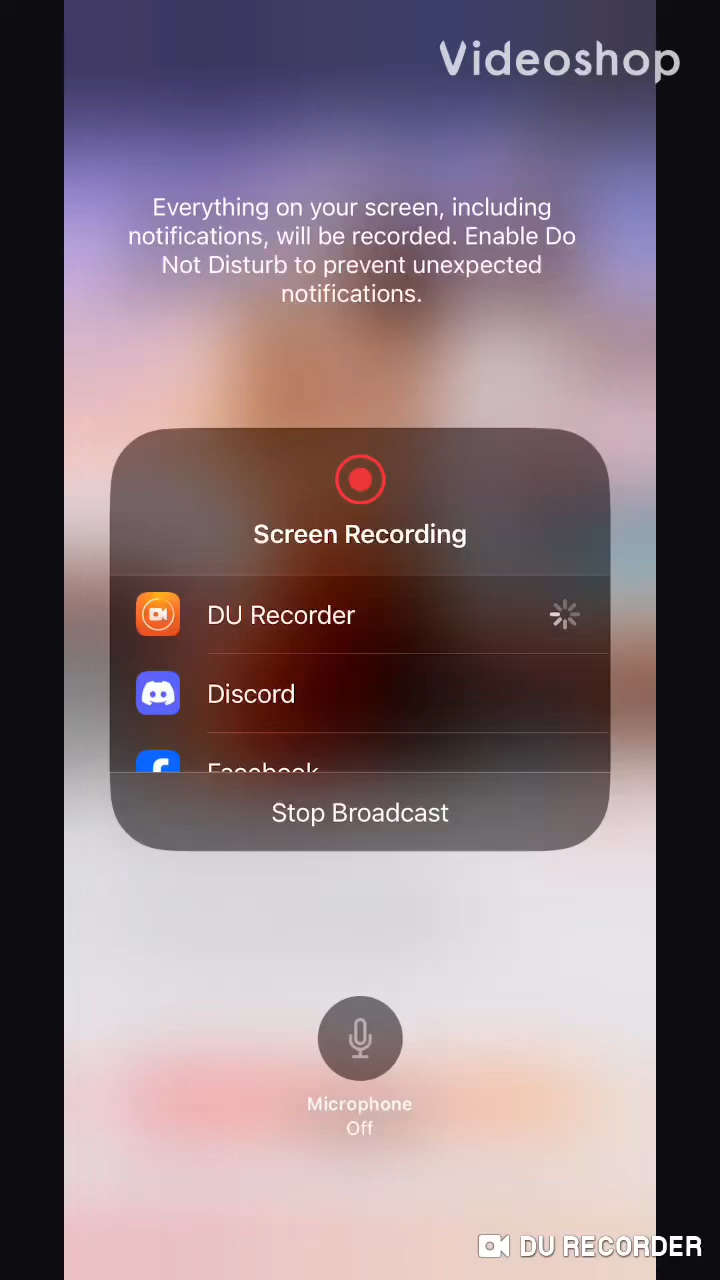 Videoshop
Everything on your screen, including
notifications, will be recorded. Enable Do
Not Disturb to prevent unexpected
notifications.
Screen Recording
DU Recorder
Discord
Facebook
Stop Broadcast
Microphone
Off
DU RECORDER